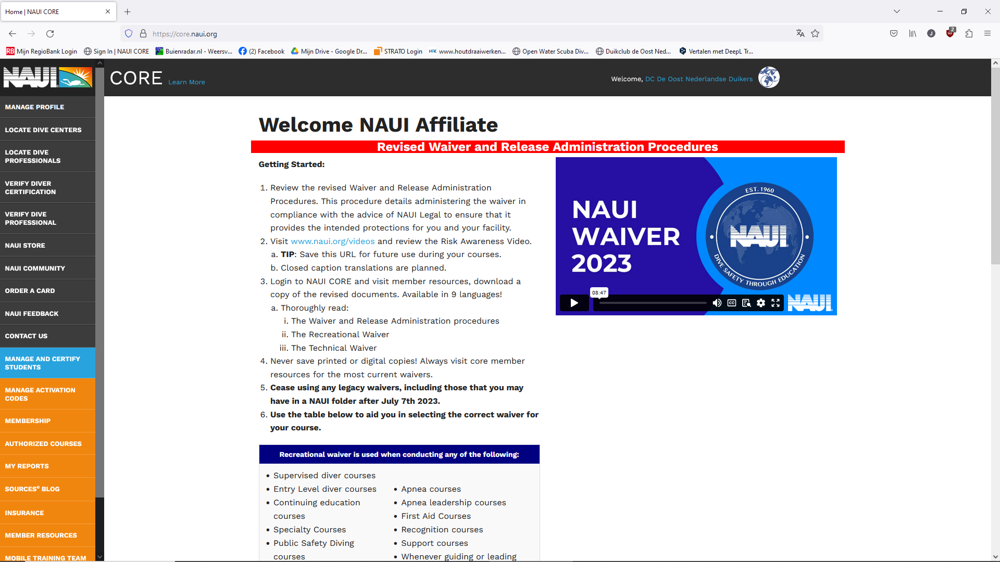 Home | NAUI CORE
https://core.naui.org
2
Mijn RegioBank Login
Sign In | NAUI CORE
Buienradar.nl - Weersv...
(2) Facebook
Mijn Drive - Google Dr...
STRATO Login
www.houtdraaiwerken...
Open Water Scuba Div...
Duikclub de Oost Ned...
Vertalen met DeepL Tr...
NAUI
CORE Learn More
Welcome, DC De Oost Nederlandse Duikers
MANAGE PROFILE
LOCATE DIVE CENTERS
LOCATE DIVE
PROFESSIONALS
VERIFY DIVER
CERTIFICATION
VERIFY DIVE
PROFESSIONAL
NAUI STORE
NAUI COMMUNITY
ORDER A CARD
NAUI FEEDBACK
CONTACT US
MANAGE AND CERTIFY
STUDENTS
MANAGE ACTIVATION
CODES
MEMBERSHIP
AUTHORIZED COURSES
MY REPORTS
SOURCES® BLOG
INSURANCE
MEMBER RESOURCES
MOBILE TRAINING TEAM
Welcome NAUI Affiliate
Revised Waiver and Release Administration Procedures
Getting Started:
1. Review the revised Waiver and Release Administration
Procedures. This procedure details administering the waiver in
compliance with the advice of NAUI Legal to ensure that it
provides the intended protections for you and your facility.
2. Visit www.naui.org/videos and review the Risk Awareness Video.
a. TIP: Save this URL for future use during your courses.
b. Closed caption translations are planned.
3. Login to NAUI CORE and visit member resources, download a
copy of the revised documents. Available in 9 languages!
a. Thoroughly read:
i. The Waiver and Release Administration procedures
ii. The Recreational Waiver
iii. The Technical Waiver
4. Never save printed or digital copies! Always visit core member
resources for the most current waivers.
5. Cease using any legacy waivers, including those that you may
have in a NAUI folder after July 7th 2023.
6. Use the table below to aid you in selecting the correct waiver for
your course.
NAUI
WAIVER
2023
EST. 1960
NAUI
DIVE SAFETY THROUGH EDUCATION
08:47
CC
NAUI
Recreational waiver is used when conducting any of the following:
• Supervised diver courses
• Entry Level diver courses
• Continuing education
courses
• Specialty Courses
• Public Safety Diving
courses
• Apnea courses
• Apnea leadership courses
• First Aid Courses
• Recognition courses
• Support courses
• Whenever guiding or leading